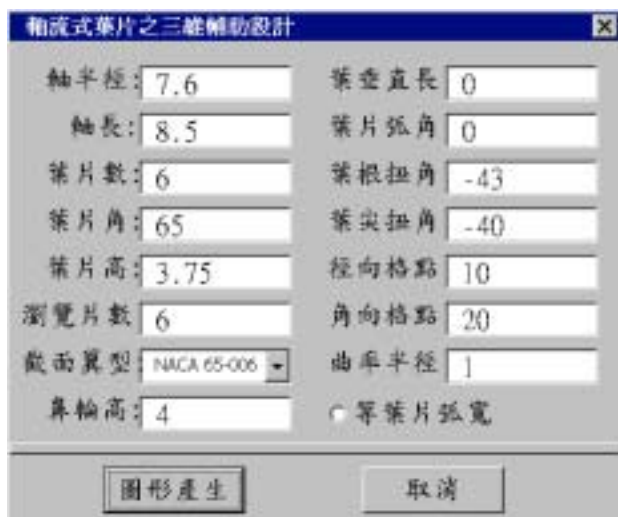 軸流式葉片之三維輔助設計
軸半徑: 7.6 葉垂直長 0
軸長: 8.5 葉片弧角 0
葉片數: 6 葉根扭角 -43
葉片角: 65 葉尖扭角 -40
葉片高: 3.75 徑向格點 10
瀏覽片數 6 角向格點 20
截面翼型: NACA 65-006 曲率半徑 1
鼻輪高: 4 等葉片弧寬
圖形產生 取消